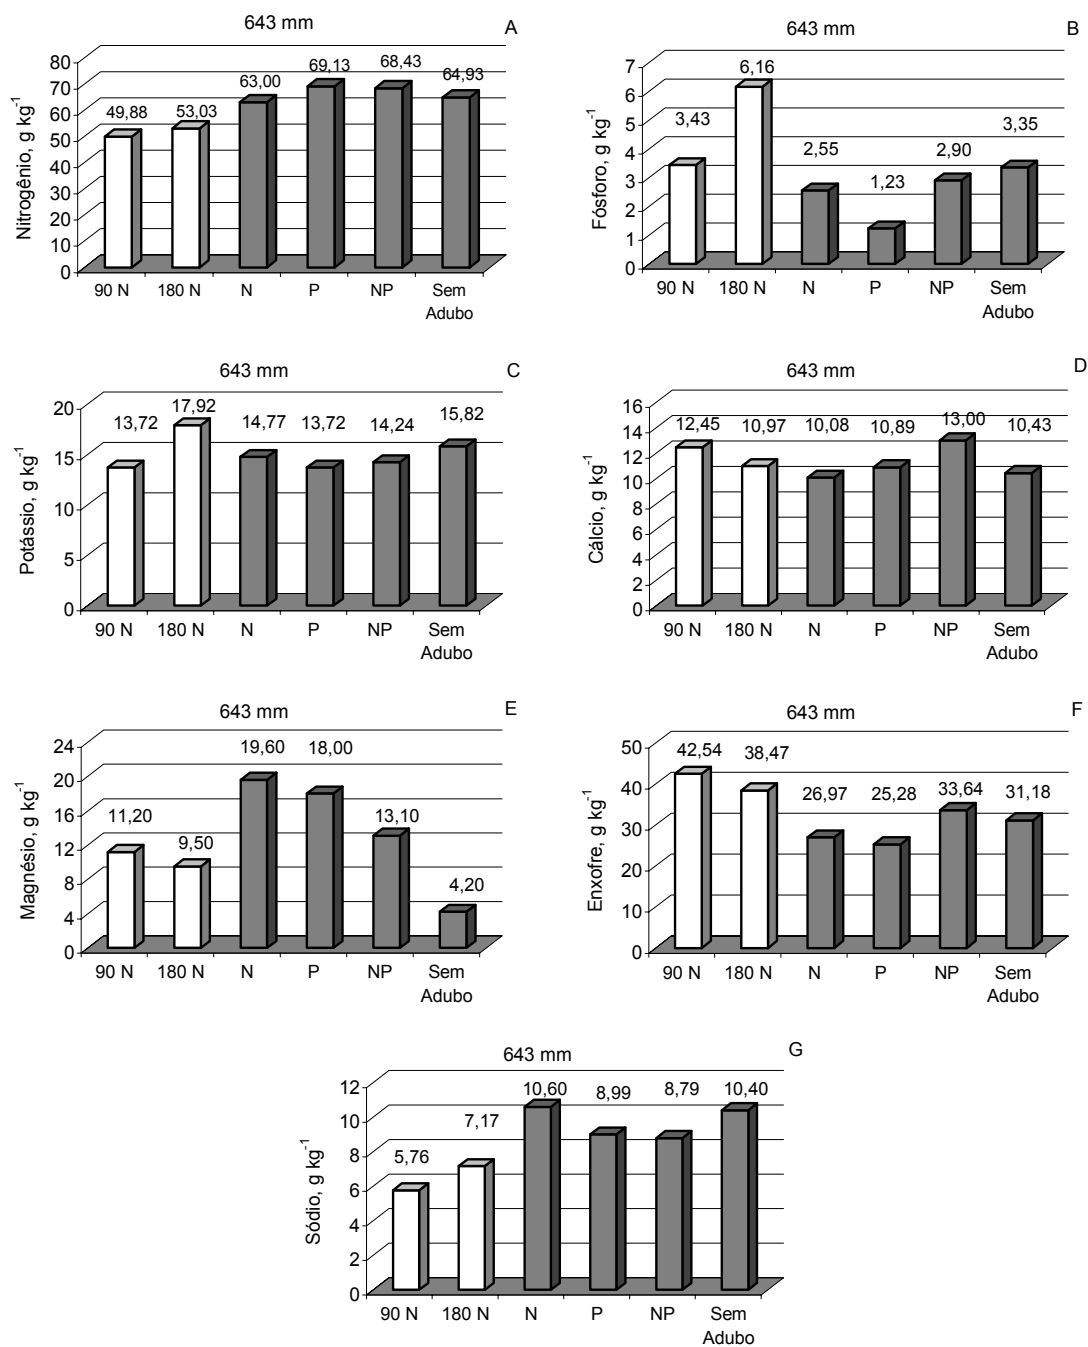 643 mm
A
Nitrogênio, g kg-1
80
70
60
50
40
30
20
10
0
49,88
53,03
63,00
69,13
68,43
64,93
90 N 180 N N P NP Sem
Adubo
643 mm
B
Fósforo, g kg-1
7
6
5
4
3
2
1
0
3,43
6,16
2,55
1,23
2,90
3,35
90 N 180 N N P NP Sem
Adubo
643 mm
C
Potássio, g kg-1
20
15
10
5
0
13,72
17,92
14,77
13,72
14,24
15,82
90 N 180 N N P NP Sem
Adubo
643 mm
D
Cálcio, g kg-1
16
14
12
10
8
6
4
2
0
12,45
10,97
10,08
10,89
13,00
10,43
90 N 180 N N P NP Sem
Adubo
643 mm
E
Magnésio, g kg-1
24
20
16
12
8
4
0
11,20
9,50
19,60
18,00
13,10
4,20
90 N 180 N N P NP Sem
Adubo
643 mm
F
Enxofre, g kg-1
50
40
30
20
10
0
42,54
38,47
26,97
25,28
33,64
31,18
90 N 180 N N P NP Sem
Adubo
643 mm
G
Sódio, g kg-1
12
10
8
6
4
2
0
5,76
7,17
10,60
8,99
8,79
10,40
90 N 180 N N P NP Sem
Adubo